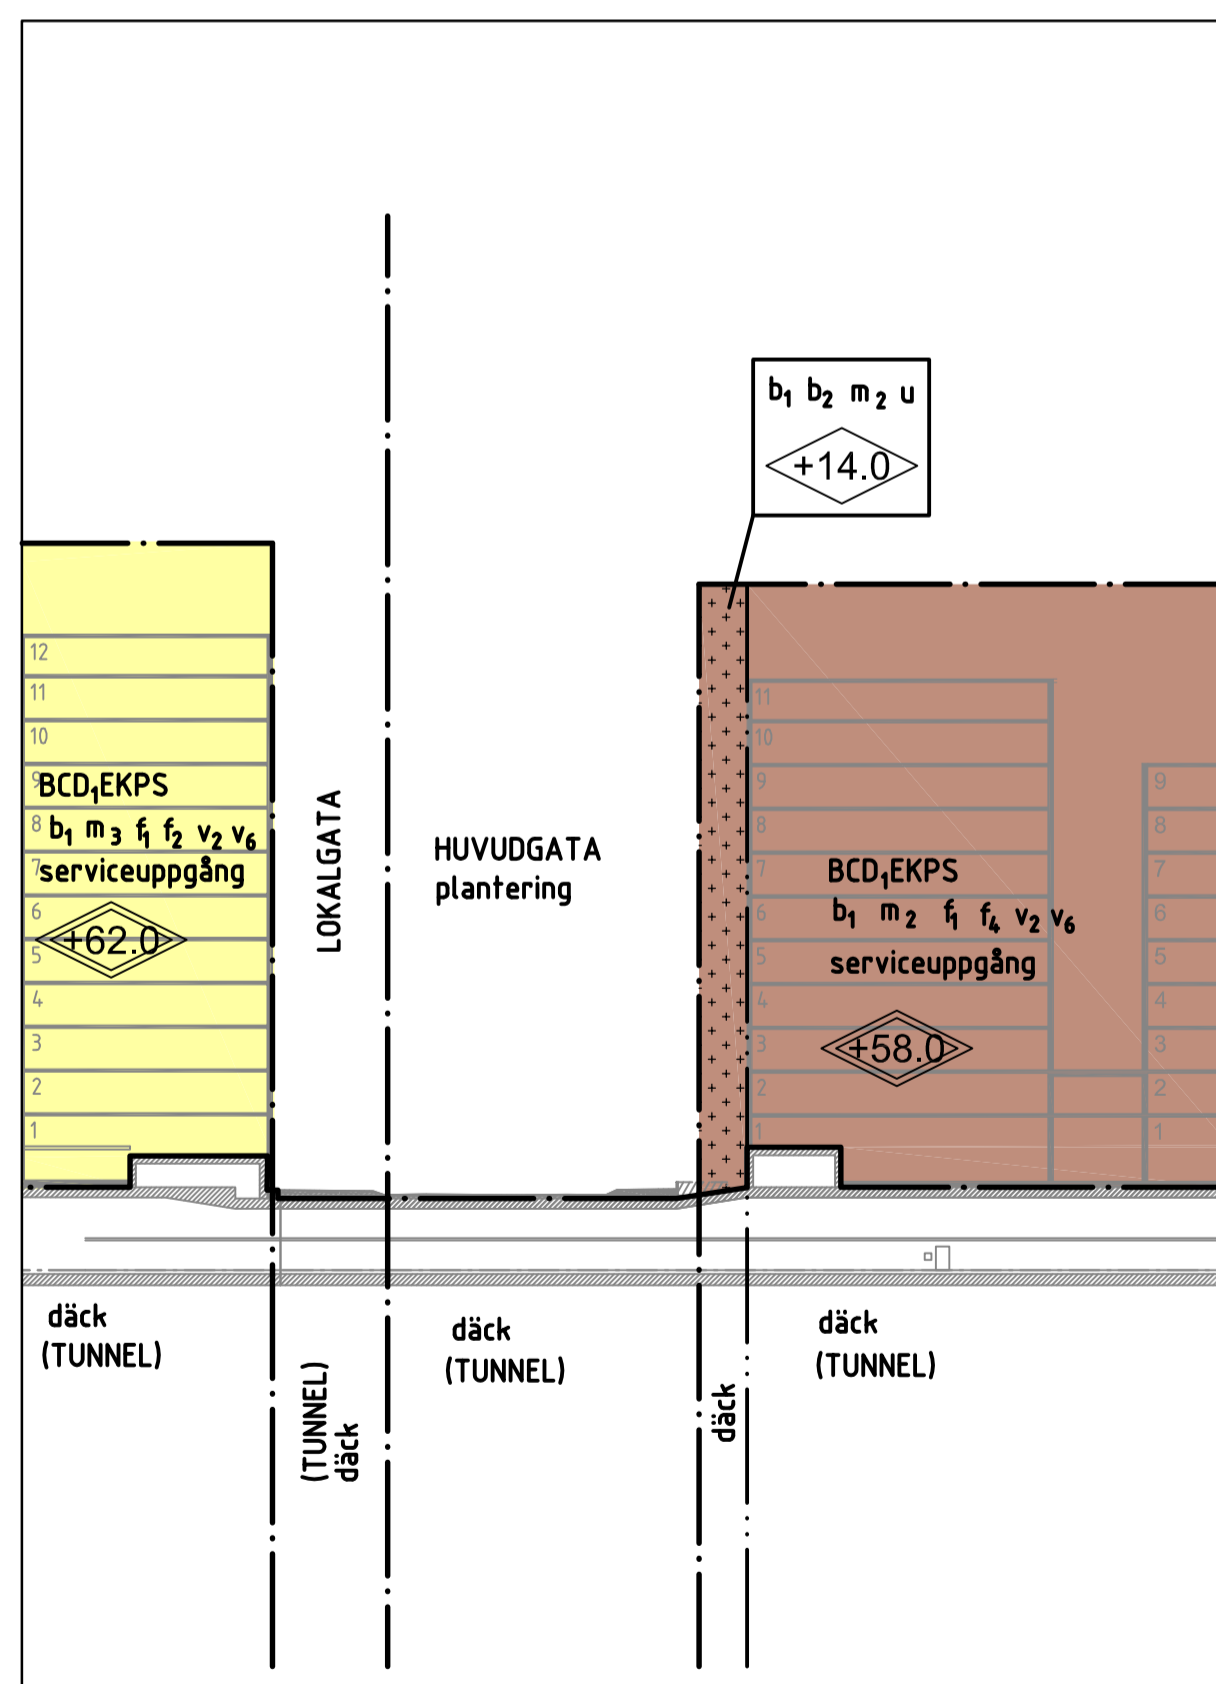 b₁ b₂ m₂ u
+14.0
12
11
10
9
BCD₁EKPS
8
b₁ m₃ f₁ f₂ v₂ v₆
7
serviceuppgång
6
+62.0
5
4
3
2
1
LOKALGATA
HUVUDGATA
plantering
11
10
9
8
7
BCD₁EKPS
6
b₁ m₂ f₁ f₄ v₂ v₆
5
serviceuppgång
4
3
+58.0
2
1
9
8
7
6
5
4
3
2
1
däck
(TUNNEL)
(TUNNEL)
däck
däck
(TUNNEL)
däck
däck
(TUNNEL)